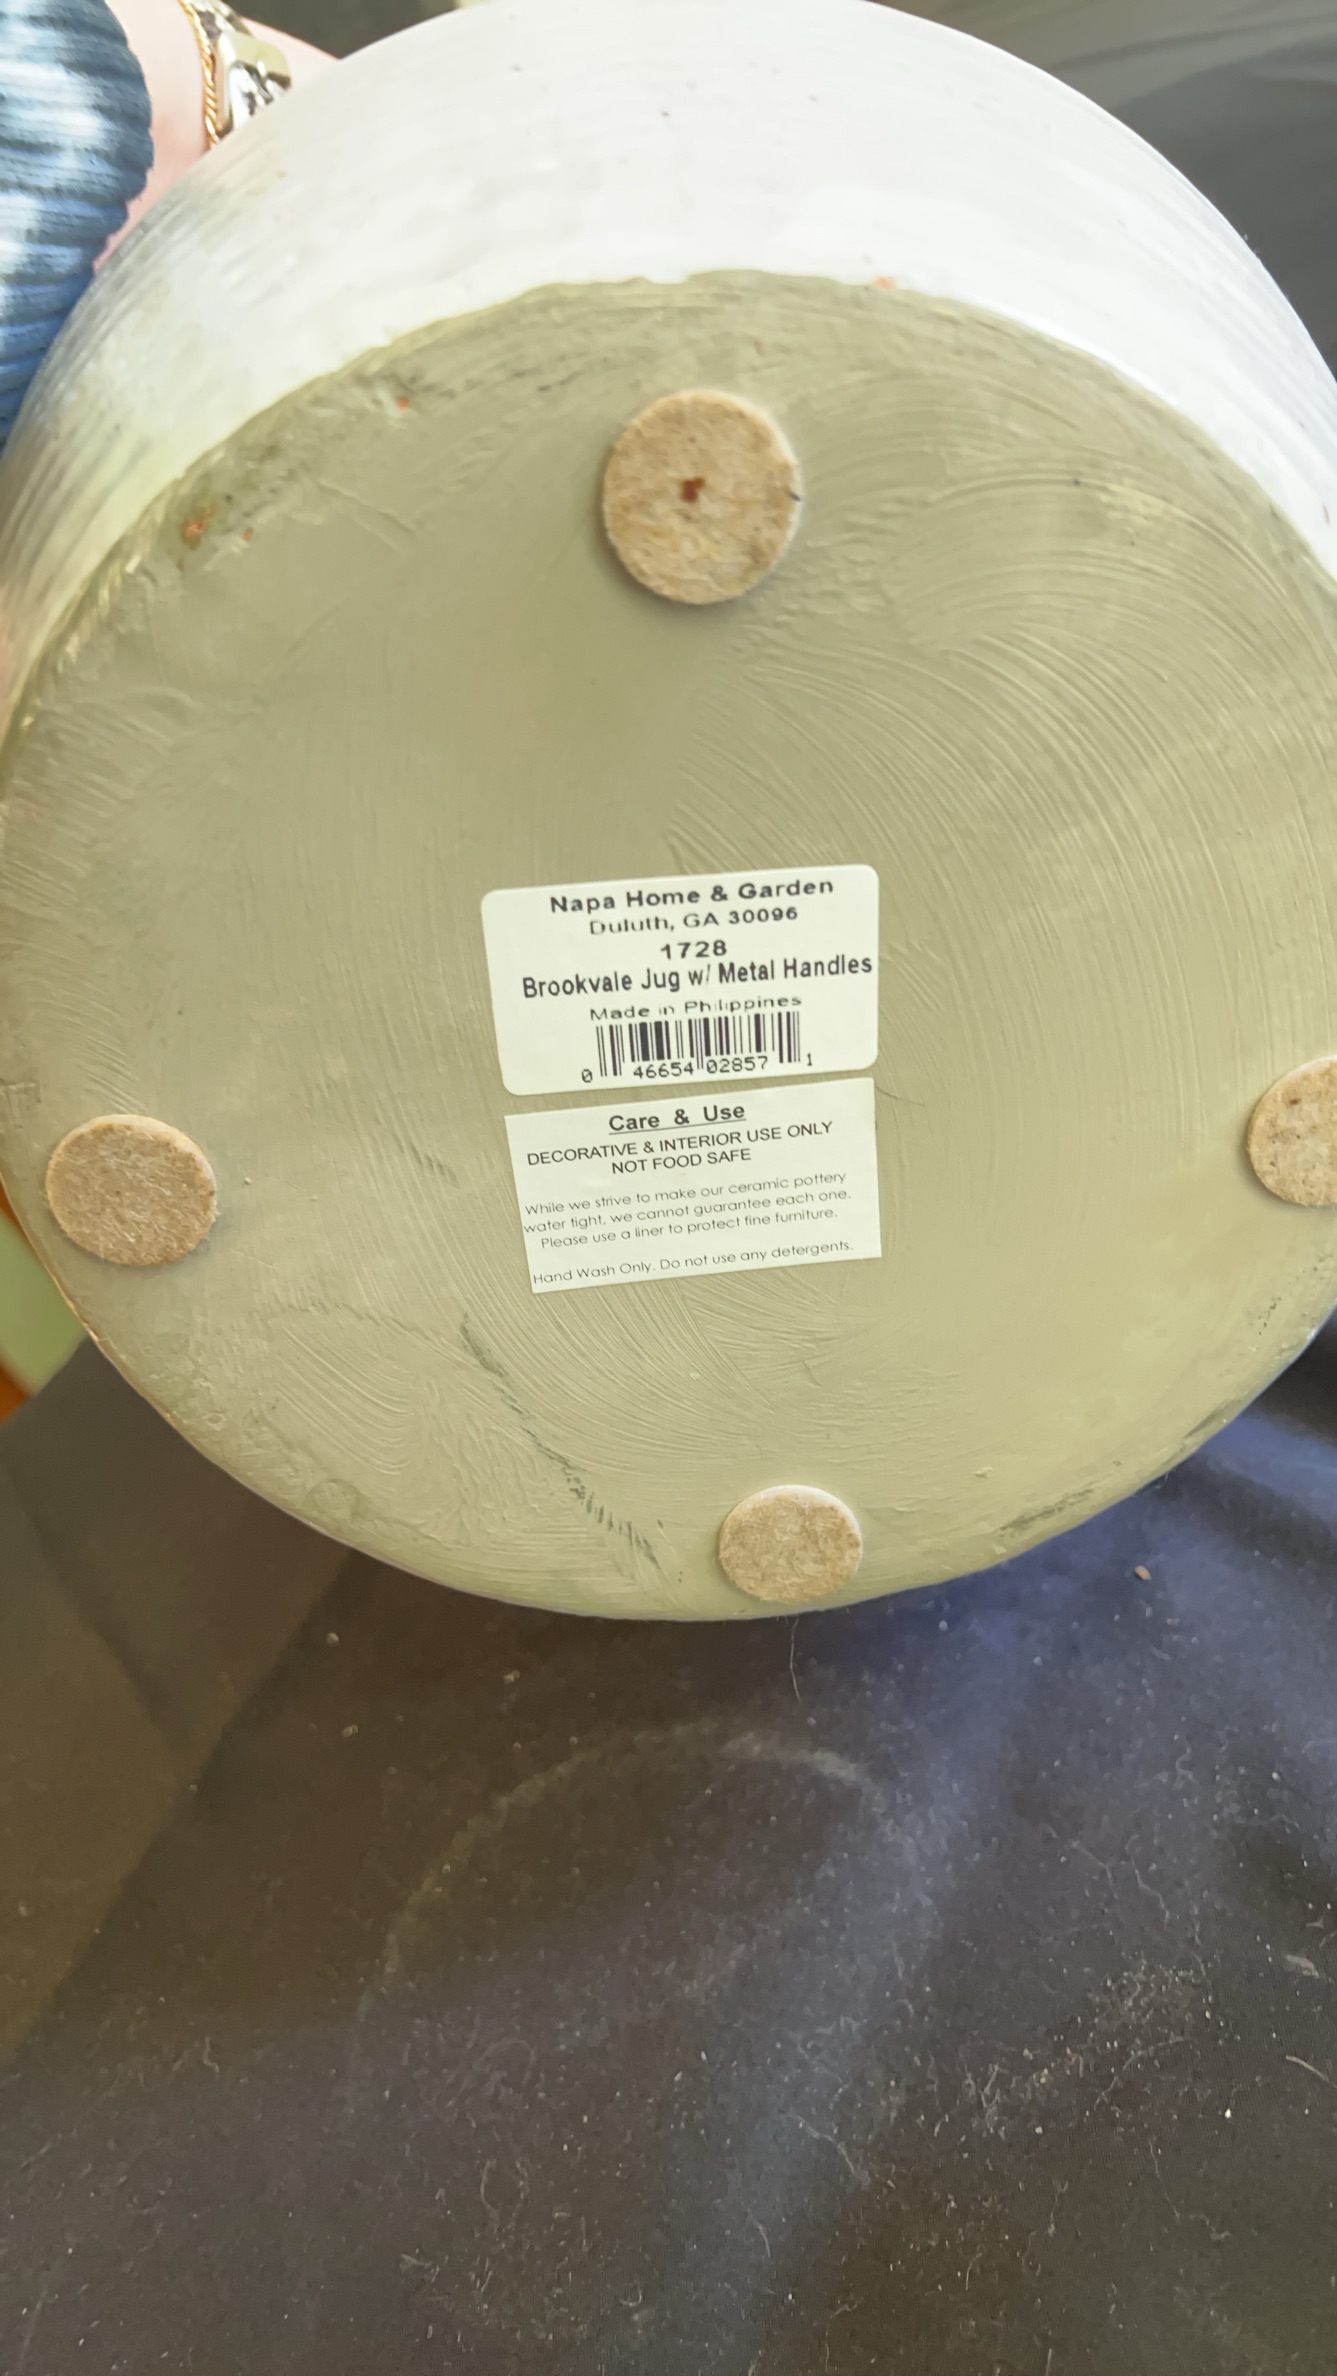 Napa Home & Garden
Duluth, GA 30096
1728
Brookvale Jug w/ Metal Handles
Made in Philippines
0 46654 02857 1
Care & Use
DECORATIVE & INTERIOR USE ONLY
NOT FOOD SAFE
While we strive to make our ceramic pottery
water tight, we cannot guarantee each one.
Please use a liner to protect fine furniture.
Hand Wash Only. Do not use any detergents.